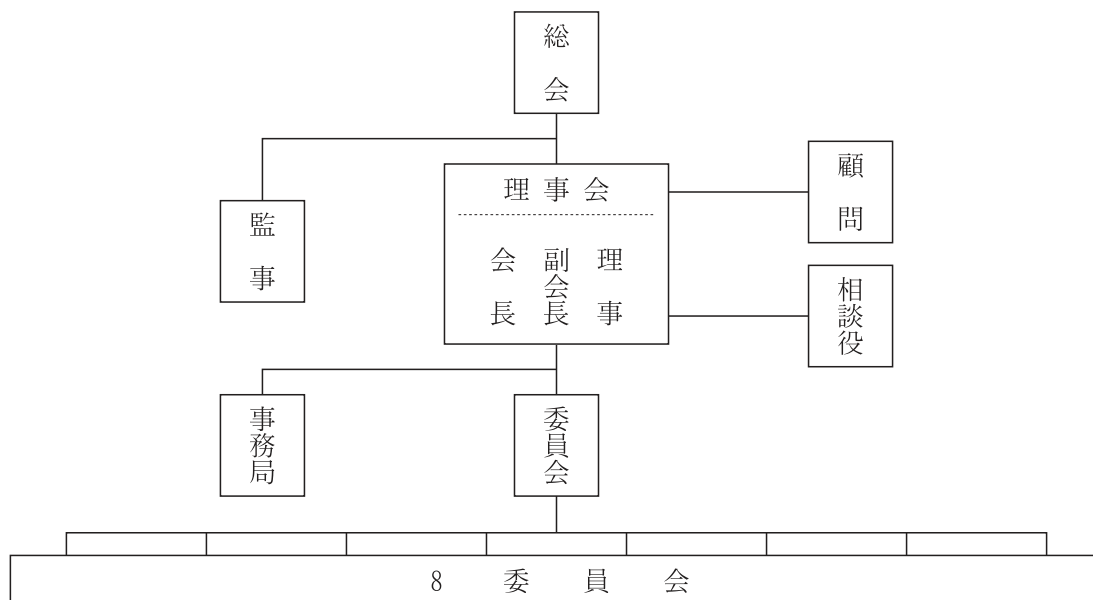 総会
理事会
会長
副会長
理事
監事
顧問
相談役
事務局
委員会
8委員会